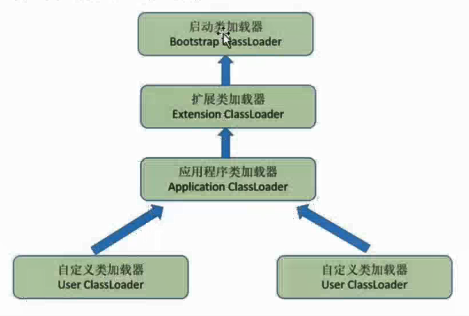 启动类加载器
Bootstrap ClassLoader
扩展类加载器
Extension ClassLoader
应用程序类加载器
Application ClassLoader
自定义类加载器
User ClassLoader
自定义类加载器
User ClassLoader